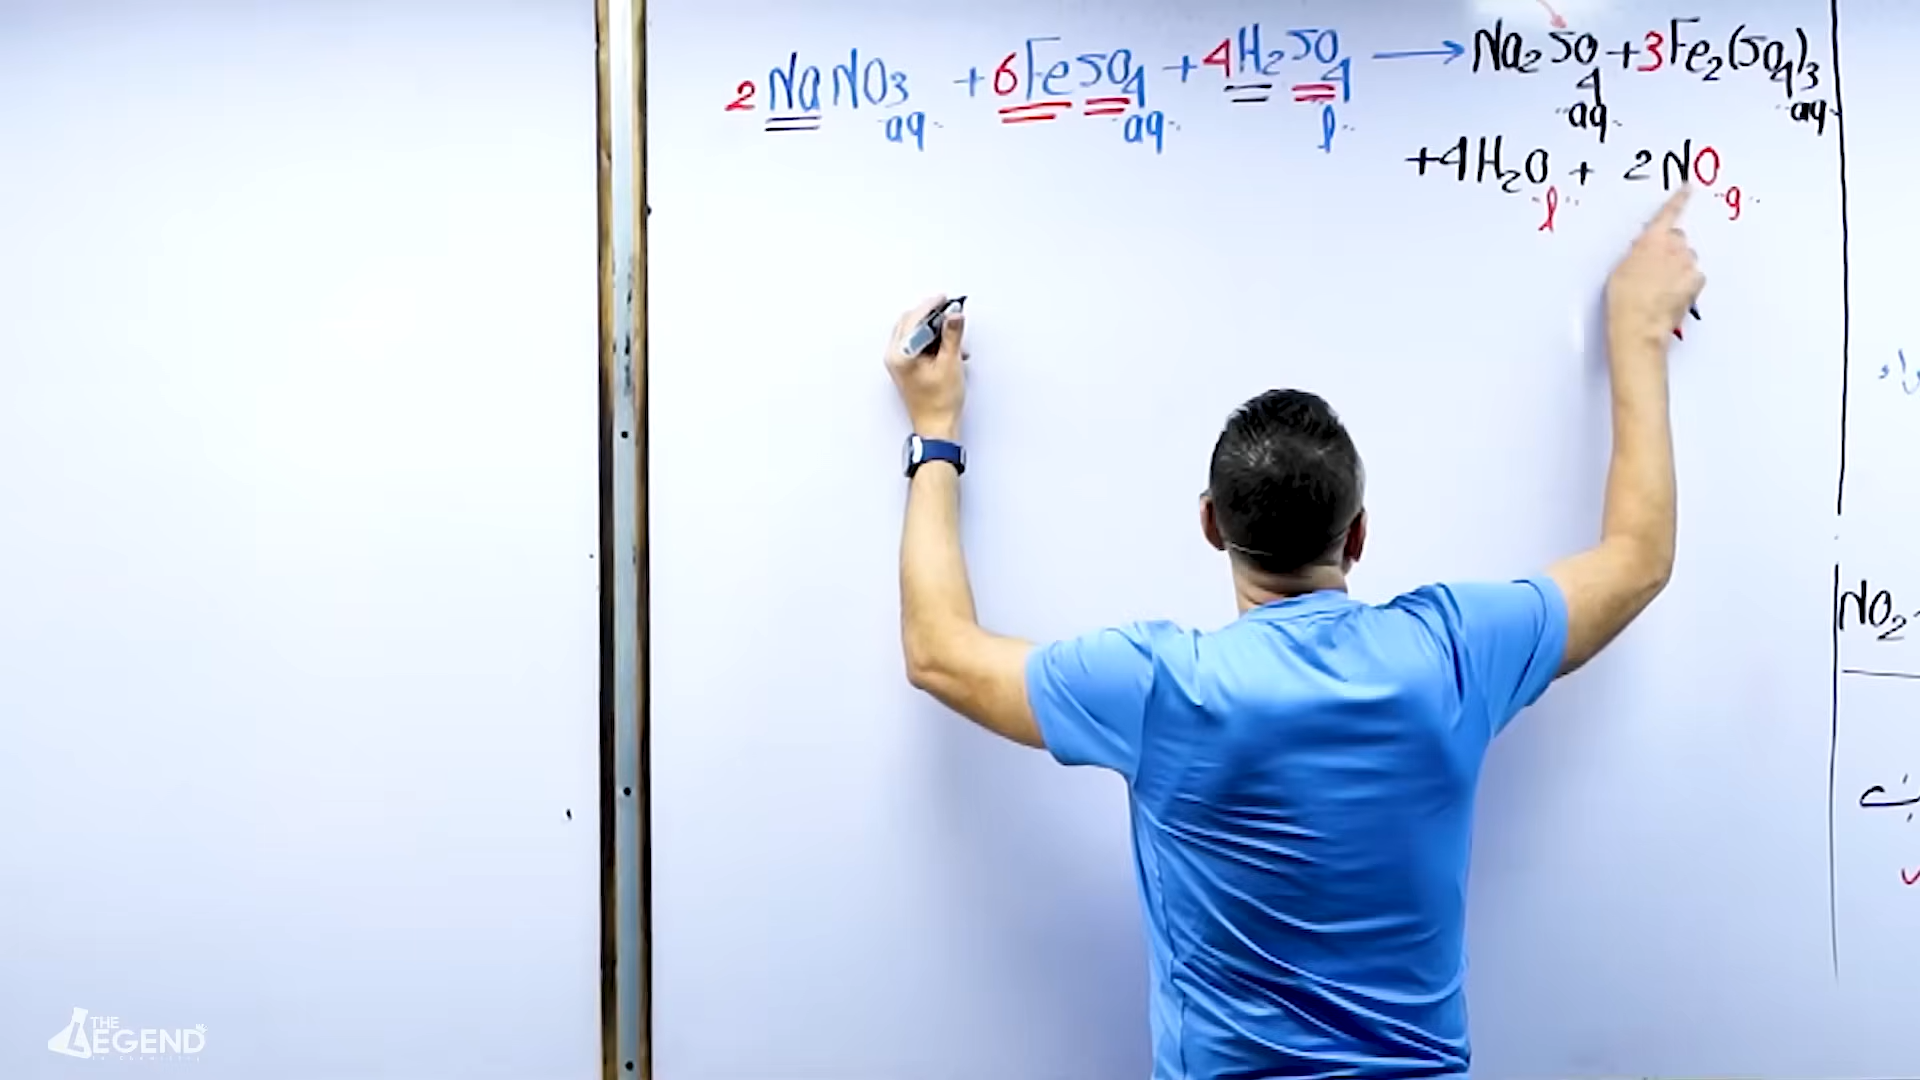 2NaNO3 + 6FeSO4 + 4H2SO4 → Na2SO4 + 3Fe2(SO4)3
aq aq l aq aq
+4H2O + 2NO
l g
NO2
THE
LEGEND